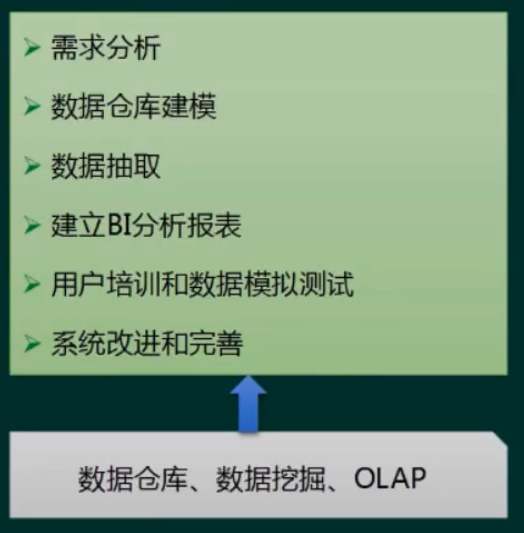 需求分析
数据仓库建模
数据抽取
建立BI分析报表
用户培训和数据模拟测试
系统改进和完善
数据仓库、数据挖掘、OLAP